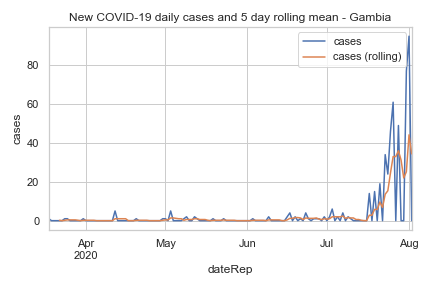 New COVID-19 daily cases and 5 day rolling mean - Gambia
cases
cases (rolling)
80
60
40
20
0
cases
Apr
2020
May
Jun
Jul
Aug
dateRep